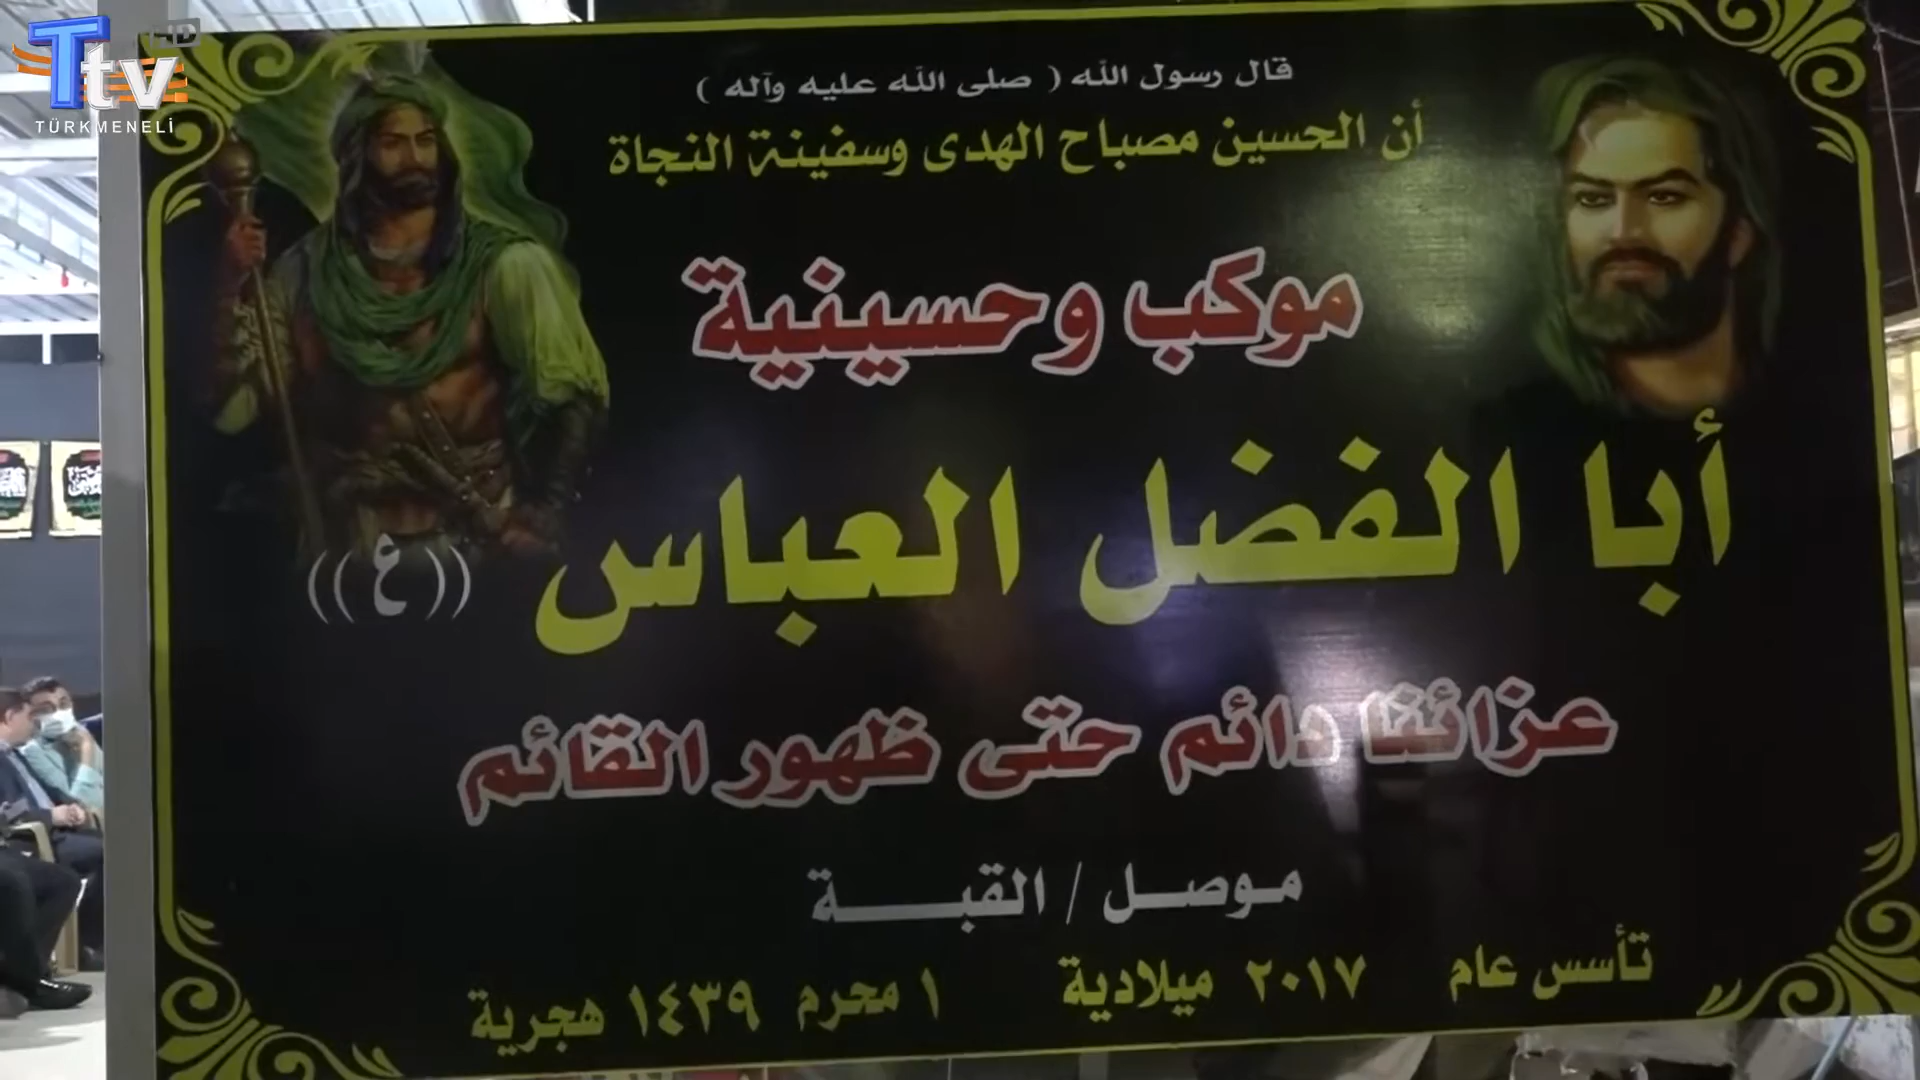 Ttv HD
TÜRKMENELİ
قال رسول الله ( صلى الله عليه وآله )
أن الحسين مصباح الهدى وسفينة النجاة
موكب وحسينية
أبا الفضل العباس ((ع))
عزائنا دائم حتى ظهور القائم
موصل / القبة
تأسس عام ٢٠١٧ ميلادية ١ محرم ١٤٣٩ هجرية